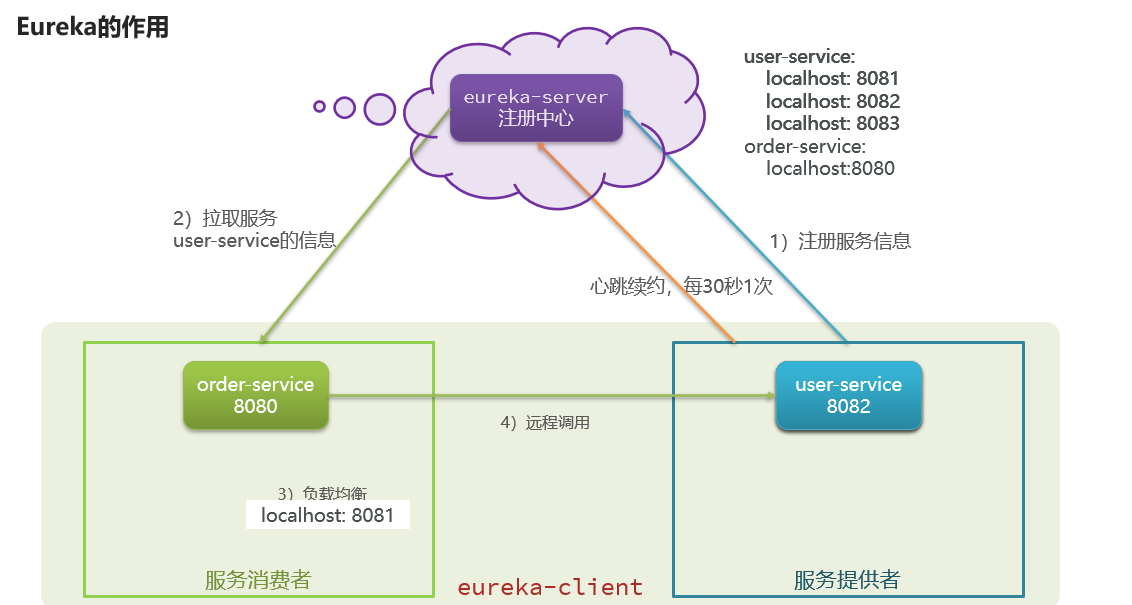 Eureka的作用
eureka-server
注册中心
user-service:
localhost: 8081
localhost: 8082
localhost: 8083
order-service:
localhost:8080
2）拉取服务
user-service的信息
1）注册服务信息
心跳续约，每30秒1次
order-service
8080
user-service
8082
4）远程调用
3）负载均衡
localhost: 8081
服务消费者
eureka-client
服务提供者